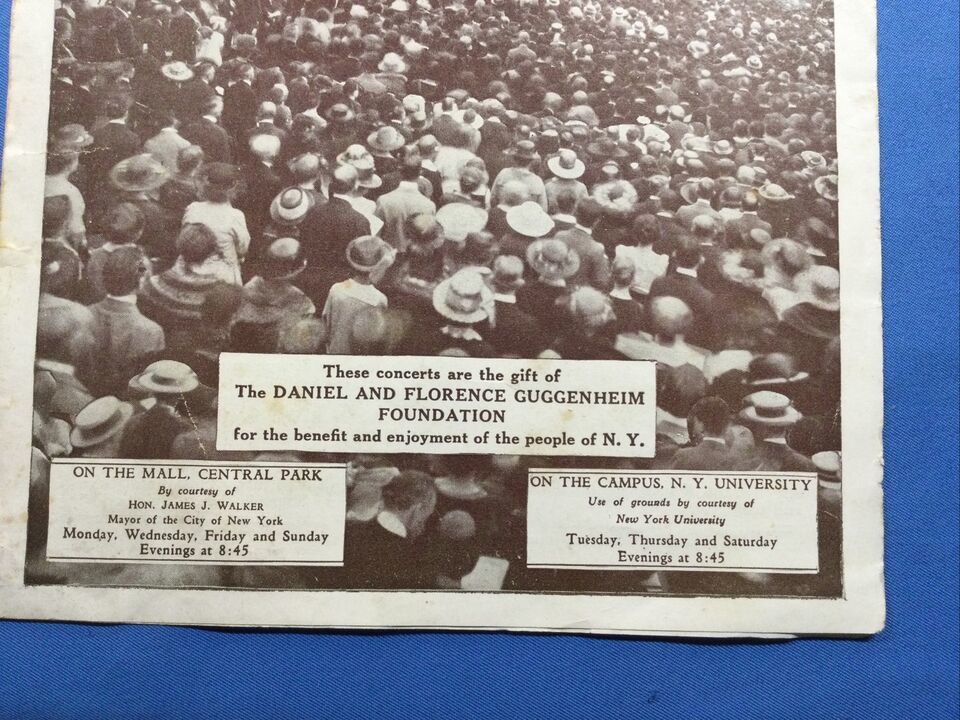 These concerts are the gift of
The DANIEL AND FLORENCE GUGGENHEIM
FOUNDATION
for the benefit and enjoyment of the people of N. Y.
ON THE MALL, CENTRAL PARK
By courtesy of
HON. JAMES J. WALKER
Mayor of the City of New York
Monday, Wednesday, Friday and Sunday
Evenings at 8:45
ON THE CAMPUS, N. Y. UNIVERSITY
Use of grounds by courtesy of
New York University
Tuesday, Thursday and Saturday
Evenings at 8:45